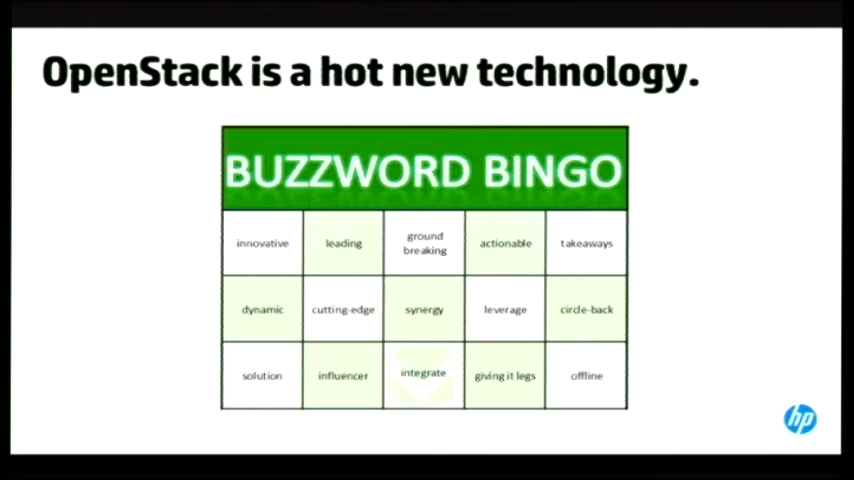 OpenStack is a hot new technology.
BUZZWORD BINGO
innovative
leading
ground
breaking
actionable
takeaways
dynamic
cutting-edge
synergy
leverage
circle-back
solution
influencer
integrate
giving it legs
offline
hp